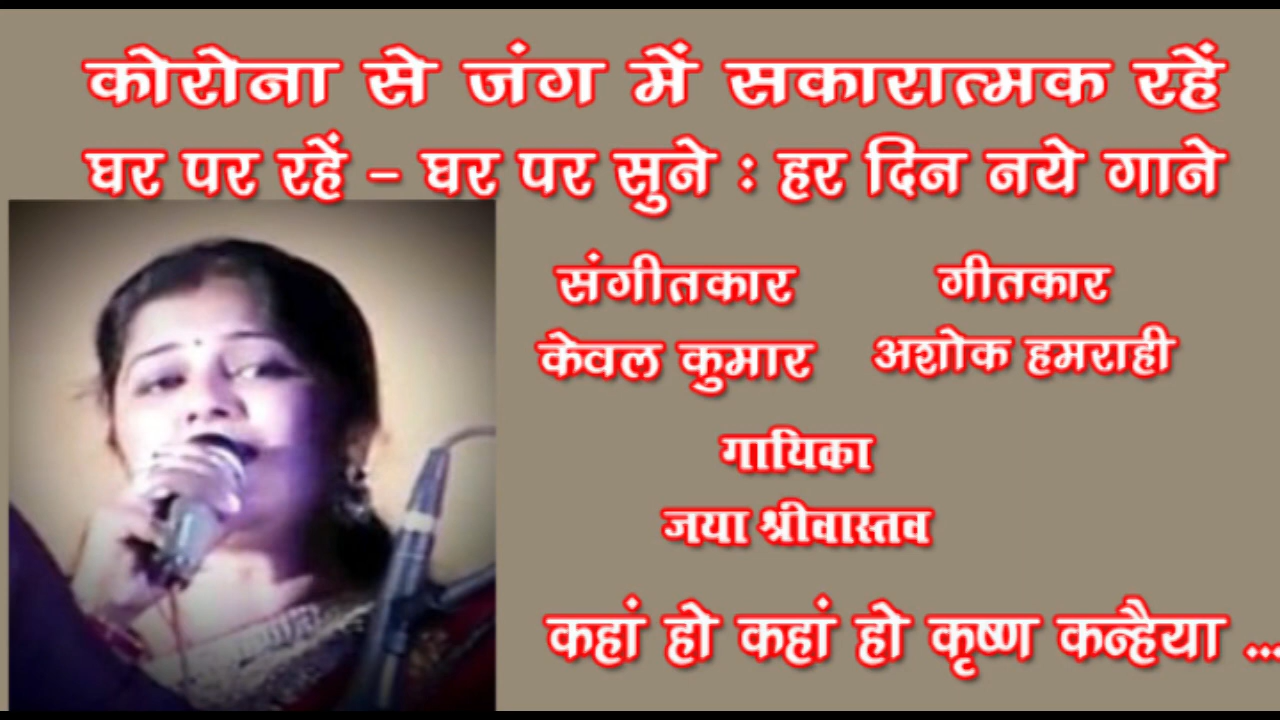 कोरोना से जंग में सकारात्मक रहें
घर पर रहें - घर पर सुने : हर दिन नये गाने
संगीतकार गीतकार
केवल कुमार अशोक हमराही
गायिका
जया श्रीवास्तव
कहां हो कहां हो कृष्ण कन्हैया ...